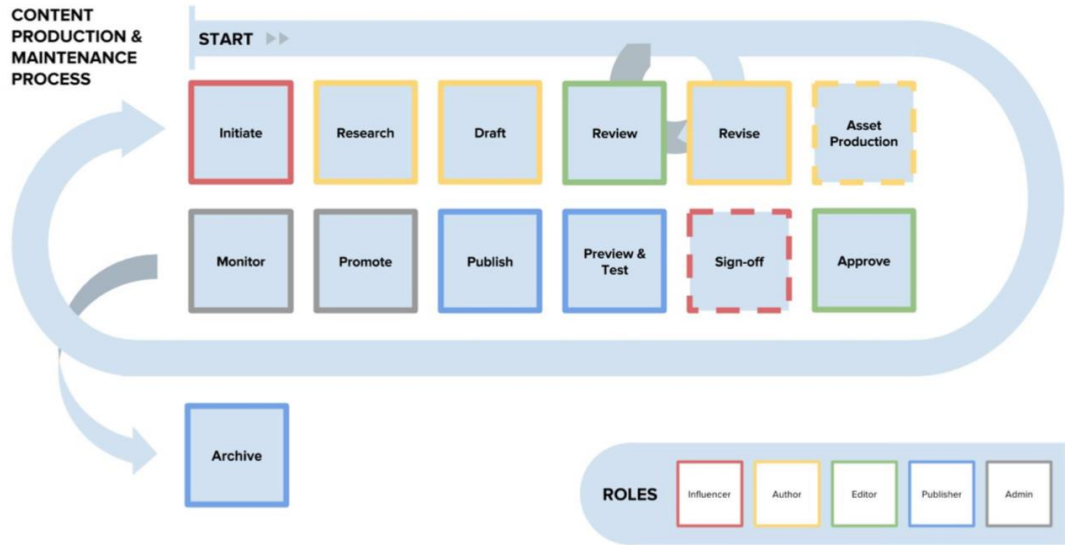 CONTENT
PRODUCTION &
MAINTENANCE
PROCESS
START
Initiate
Research
Draft
Review
Revise
Asset
Production
Monitor
Promote
Publish
Preview &
Test
Sign-off
Approve
Archive
ROLES
Influencer
Author
Editor
Publisher
Admin